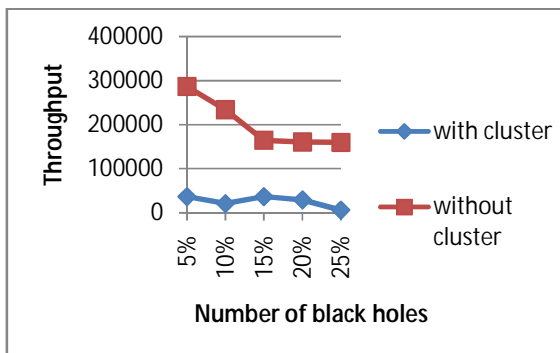 Throughput
400000
300000
200000
100000
0
5%
10%
15%
20%
25%
Number of black holes
with cluster
without
cluster